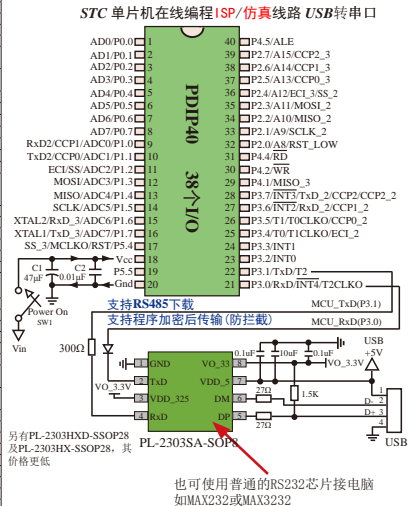 STC 单片机在线编程ISP/仿真线路 USB转串口
AD0/P0.0 1
AD1/P0.1 2
AD2/P0.2 3
AD3/P0.3 4
AD4/P0.4 5
AD5/P0.5 6
AD6/P0.6 7
AD7/P0.7 8
RxD2/CCP1/ADC0/P1.0 9
TxD2/CCP0/ADC1/P1.1 10
ECI/SS/ADC2/P1.2 11
MOSI/ADC3/P1.3 12
MISO/ADC4/P1.4 13
SCLK/ADC5/P1.5 14
XTAL2/RxD_3/ADC6/P1.6 15
XTAL1/TxD_3/ADC7/P1.7 16
SS_3/MCLKO/RST/P5.4 17
Vcc 18
P5.5 19
Gnd 20
PDIP40 38个I/O
40 P4.5/ALE
39 P2.7/A15/CCP2_3
38 P2.6/A14/CCP1_3
37 P2.5/A13/CCP0_3
36 P2.4/A12/ECI_3/SS_2
35 P2.3/A11/MOSI_2
34 P2.2/A10/MISO_2
33 P2.1/A9/SCLK_2
32 P2.0/A8/RST_LOW
31 P4.4/RD
30 P4.2/WR
29 P4.1/MISO_3
28 P3.7/INT3/TxD_2/CCP2/CCP2_2
27 P3.6/INT2/RxD_2/CCP1_2
26 P3.5/T1/T0CLKO/CCP0_2
25 P3.4/T0/T1CLKO/ECI_2
24 P3.3/INT1
23 P3.2/INT0
22 P3.1/TxD/T2
21 P3.0/RxD/INT4/T2CLKO
C1
47μF
C2
0.01μF
Power On
SW1
Vin
支持RS485下载
支持程序加密后传输(防拦截)
MCU_TxD(P3.1)
MCU_RxD(P3.0)
300Ω
VO_3.3V
1 GND
2 TxD
3 VDD_325
4 RxD
VO_33 8
VDD_5 7
DM 6
DP 5
PL-2303SA-SOP8
0.1uF
10uF
0.1uF
USB
+5V
VO_3.3V
1.5K
27Ω
27Ω
1
D- 2
D+ 3
4
USB
另有PL-2303HXD-SSOP28
及PL-2303HX-SSOP28，其
价格更低
也可使用普通的RS232芯片接电脑
如MAX232或MAX3232